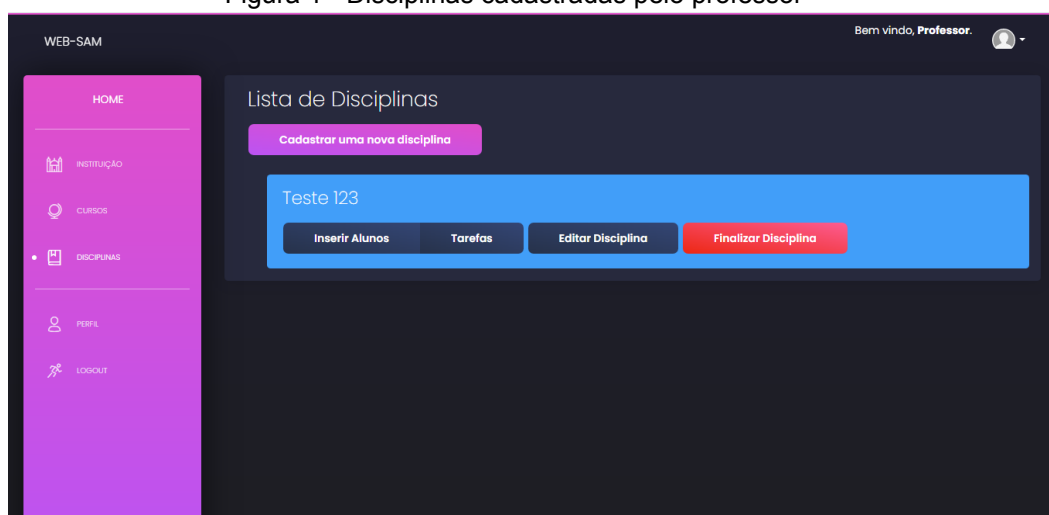 Figura 4 - Disciplinas cadastradas pelo professor
WEB-SAM
Bem vindo, Professor.
HOME
INSTITUIÇÃO
CURSOS
DISCIPLINAS
PERFIL
LOGOUT
Lista de Disciplinas
Cadastrar uma nova disciplina
Teste 123
Inserir Alunos
Tarefas
Editar Disciplina
Finalizar Disciplina